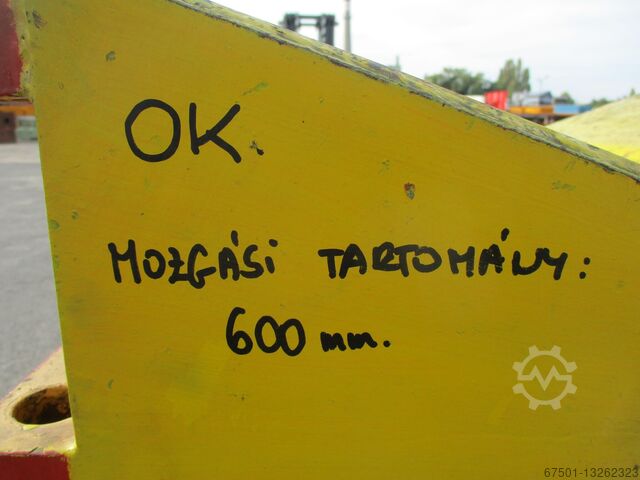 OK.
MOZGÁSi TARTOMÁNY:
600 mm.
67501-13262323